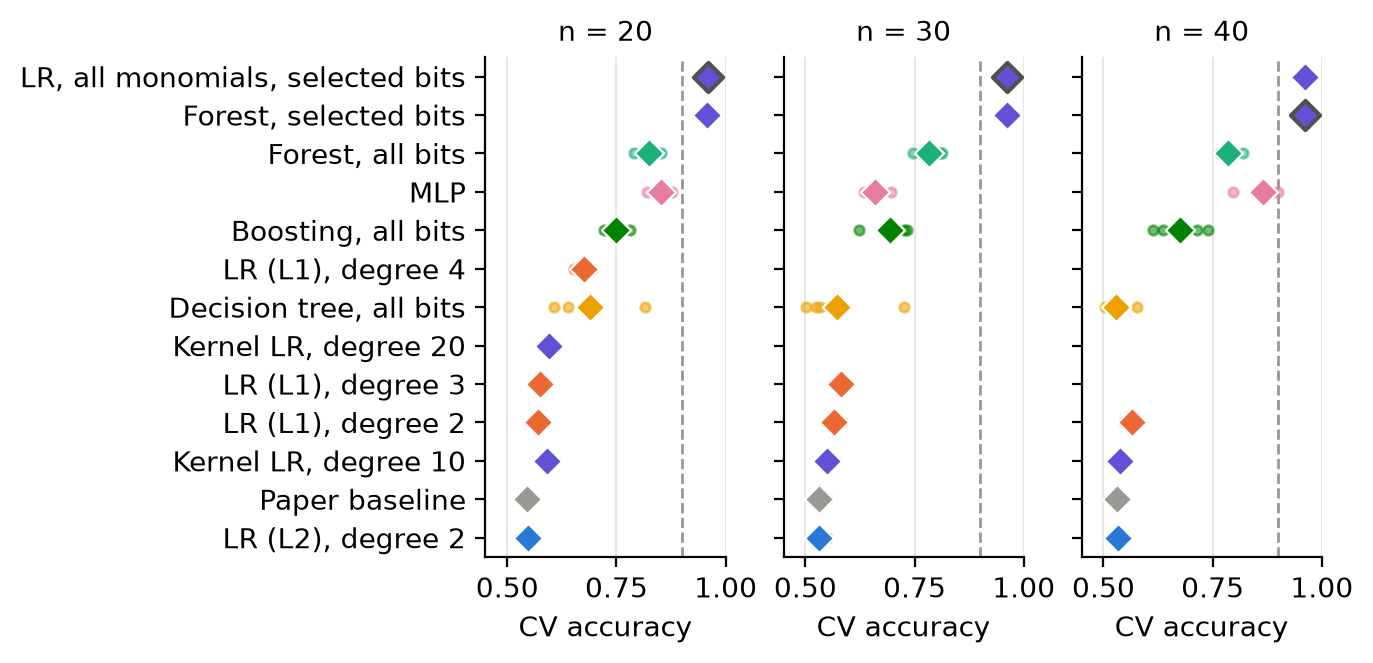 n = 20
n = 30
n = 40
LR, all monomials, selected bits
Forest, selected bits
Forest, all bits
MLP
Boosting, all bits
LR (L1), degree 4
Decision tree, all bits
Kernel LR, degree 20
LR (L1), degree 3
LR (L1), degree 2
Kernel LR, degree 10
Paper baseline
LR (L2), degree 2
0.50 0.75 1.00
0.50 0.75 1.00
0.50 0.75 1.00
CV accuracy
CV accuracy
CV accuracy